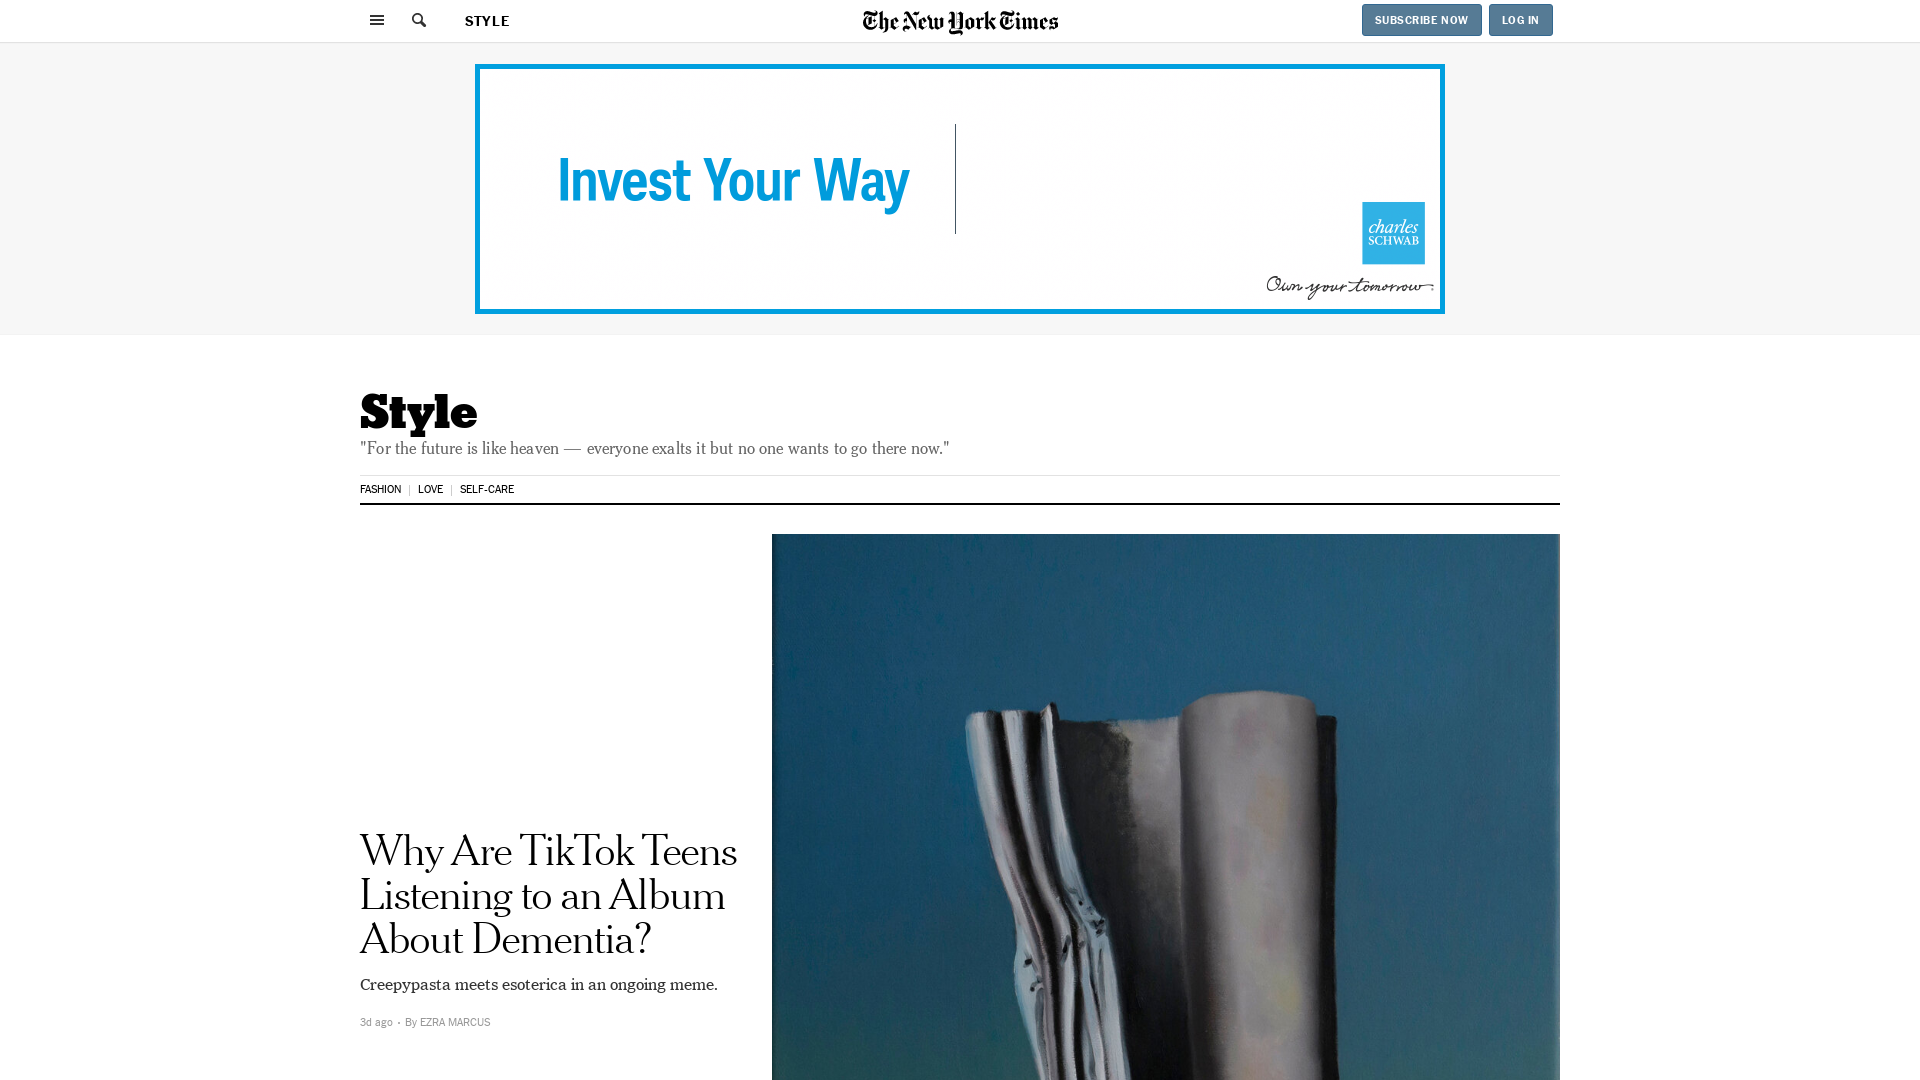 STYLE
The New York Times
SUBSCRIBE NOW
LOG IN
Invest Your Way
charles
SCHWAB
Own your tomorrow.
Style
"For the future is like heaven — everyone exalts it but no one wants to go there now."
FASHION | LOVE | SELF-CARE
Why Are TikTok Teens
Listening to an Album
About Dementia?
Creepypasta meets esoterica in an ongoing meme.
3d ago · By EZRA MARCUS